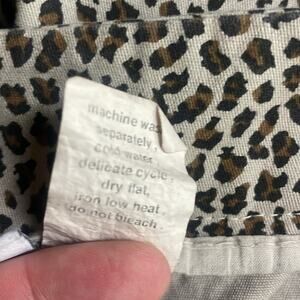 machine was
separately,
cold water,
delicate cycle,
dry flat,
iron low heat,
do not bleach.